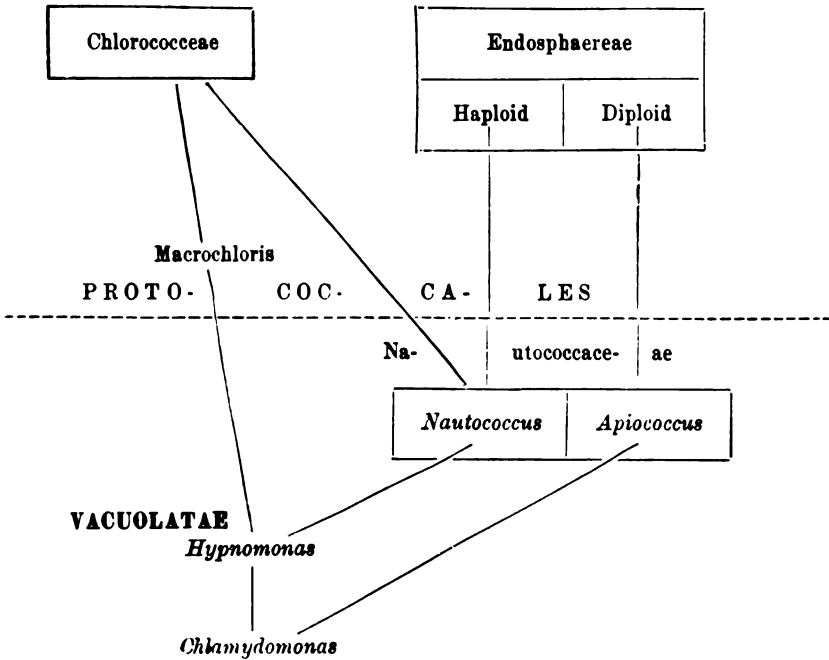 Chlorococceae
Endosphaereae
Haploid
Diploid
Macrochloris
PROTO- COC- CA- LES
Na- utococcace- ae
Nautococcus
Apiococcus
VACUOLATAE
Hypnomonas
Chlamydomonas